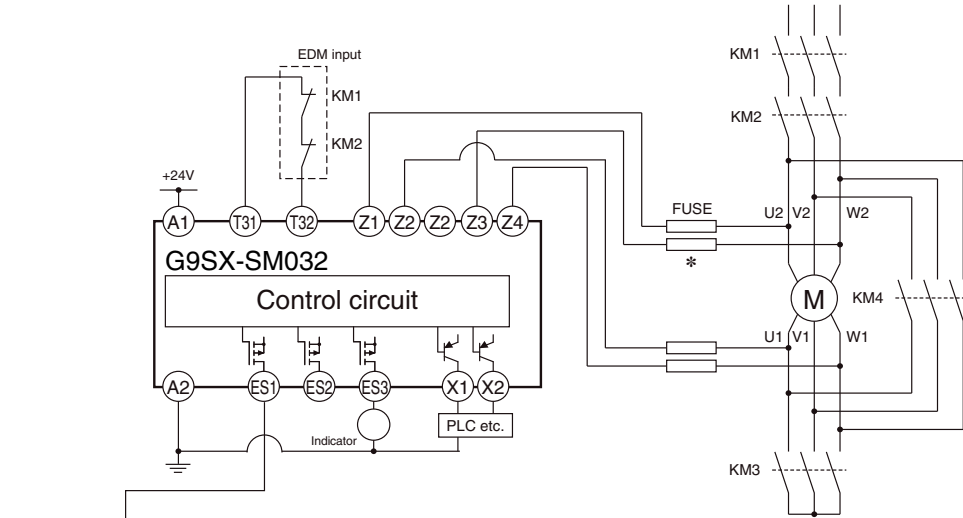 KM1
EDM input
KM1
KM2
KM2
+24V
FUSE
A1
T31
T32
Z1
Z2
Z2
Z3
Z4
U2
V2
W2
G9SX-SM032
*
Control circuit
M
KM4
U1
V1
W1
A2
ES1
ES2
ES3
X1
X2
PLC etc.
Indicator
KM3